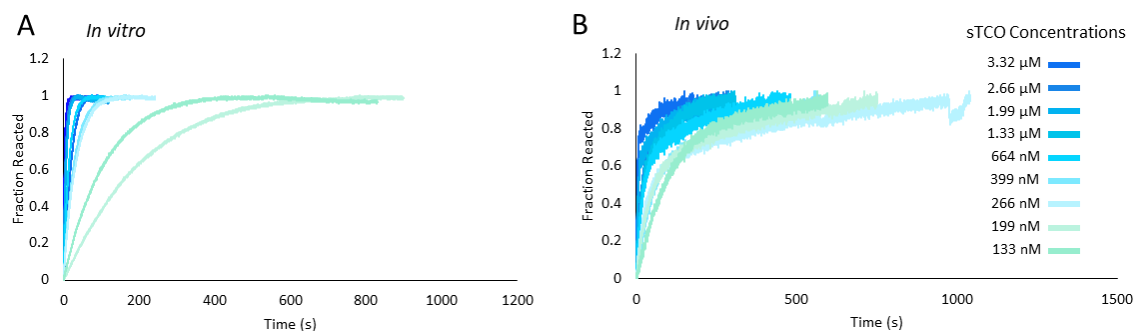 A
In vitro
1.2
1
0.8
0.6
0.4
0.2
0
Fraction Reacted
0 200 400 600 800 1000 1200
Time (s)
B
In vivo
1.2
1
0.8
0.6
0.4
0.2
0
Fraction Reacted
0 500 1000 1500
Time (s)
sTCO Concentrations
3.32 μM
2.66 μM
1.99 μM
1.33 μM
664 nM
399 nM
266 nM
199 nM
133 nM